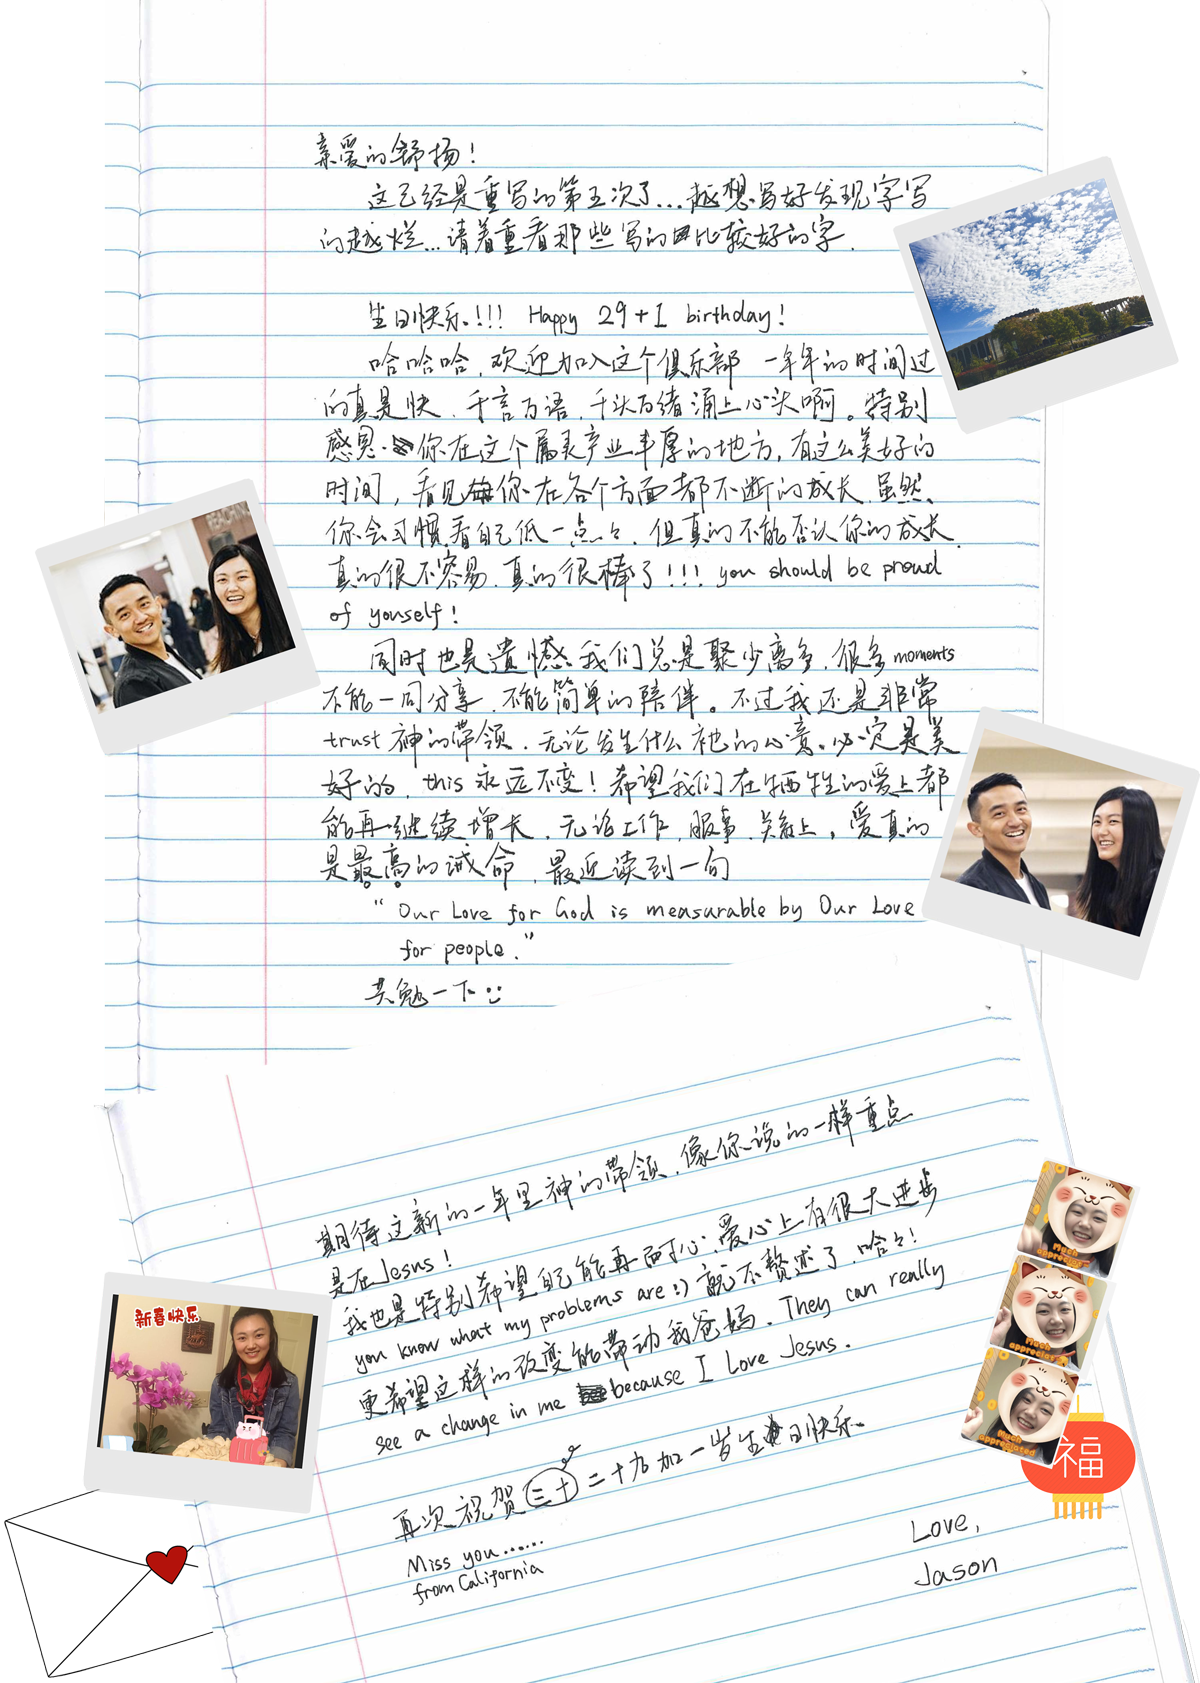 亲爱的舒扬！
这已经是重写的第五次了...越想写好发现字写
的越烂...请着重看那些写的比较好的字.
生日快乐!!! Happy 29+1 birthday!
哈哈哈，欢迎加入这个俱乐部 一年年的时间过
的真是快，千言万语，千头万绪涌上心头啊。特别
感恩.你在这个属灵产业丰厚的地方,有这么美好的
时间，看见你在各个方面都不断的成长,虽然,
你会习惯看自己低一点点，但真的不能否认你的成长,
真的很不容易,真的很棒了!!! you should be proud
of youself!
同时也是遗憾我们总是聚少离多,很多moments
不能一同分享,不能简单的陪伴。不过我还是非常
trust 神的带领,无论发生什么祂的心意必定是美
好的，this 永远不变！希望我们在牺牲的爱上都
能再继续增长,无论工作,服事,关系上,爱真的
是最高的诫命，最近读到一句
"Our Love for God is measurable by Our Love
for people."
共勉一下
期待这新的一年里神的带领,像你说的一样重点
是在Jesus!
我也是特别希望自己能再耐心,爱心上有很大进步
you know what my problems are:)就不赘述了,哈哈!
更希望这样的改变能带动我爸妈. They can really
see a change in me because I Love Jesus.
再次祝贺三十二十九加一岁生日快乐.
Miss you......
from California
Love,
Jason
TEACHING
新春快乐
Much appreciated
Much appreciated
Much appreciated
福